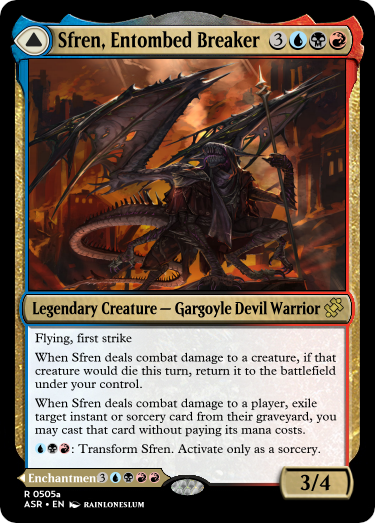 Sfren, Entombed Breaker 3
Legendary Creature — Gargoyle Devil Warrior
Flying, first strike
When Sfren deals combat damage to a creature, if that
creature would die this turn, return it to the battlefield
under your control.
When Sfren deals combat damage to a player, exile
target instant or sorcery card from their graveyard, you
may cast that card without paying its mana costs.
: Transform Sfren. Activate only as a sorcery.
Enchantmen 3
3/4
R 0505a
ASR • EN RAINLONESLUM